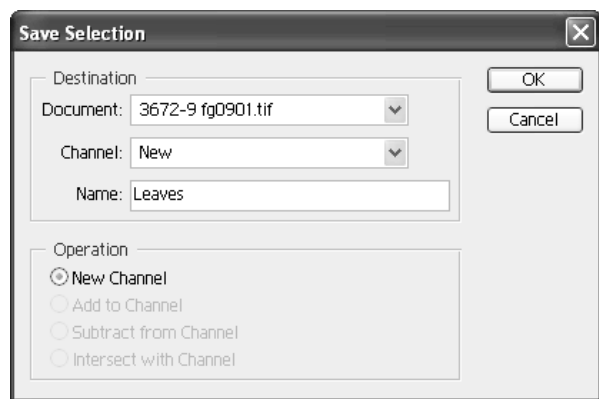 Save Selection
Destination
OK
Document: 3672-9 fg0901.tif
Cancel
Channel: New
Name: Leaves
Operation
New Channel
Add to Channel
Subtract from Channel
Intersect with Channel